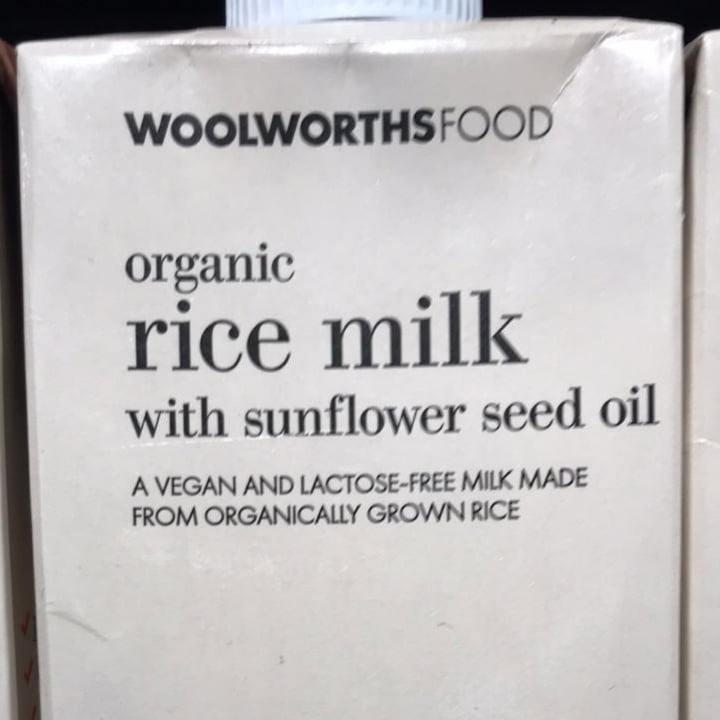 WOOLWORTHSFOOD
organic
rice milk
with sunflower seed oil
A VEGAN AND LACTOSE-FREE MILK MADE
FROM ORGANICALLY GROWN RICE